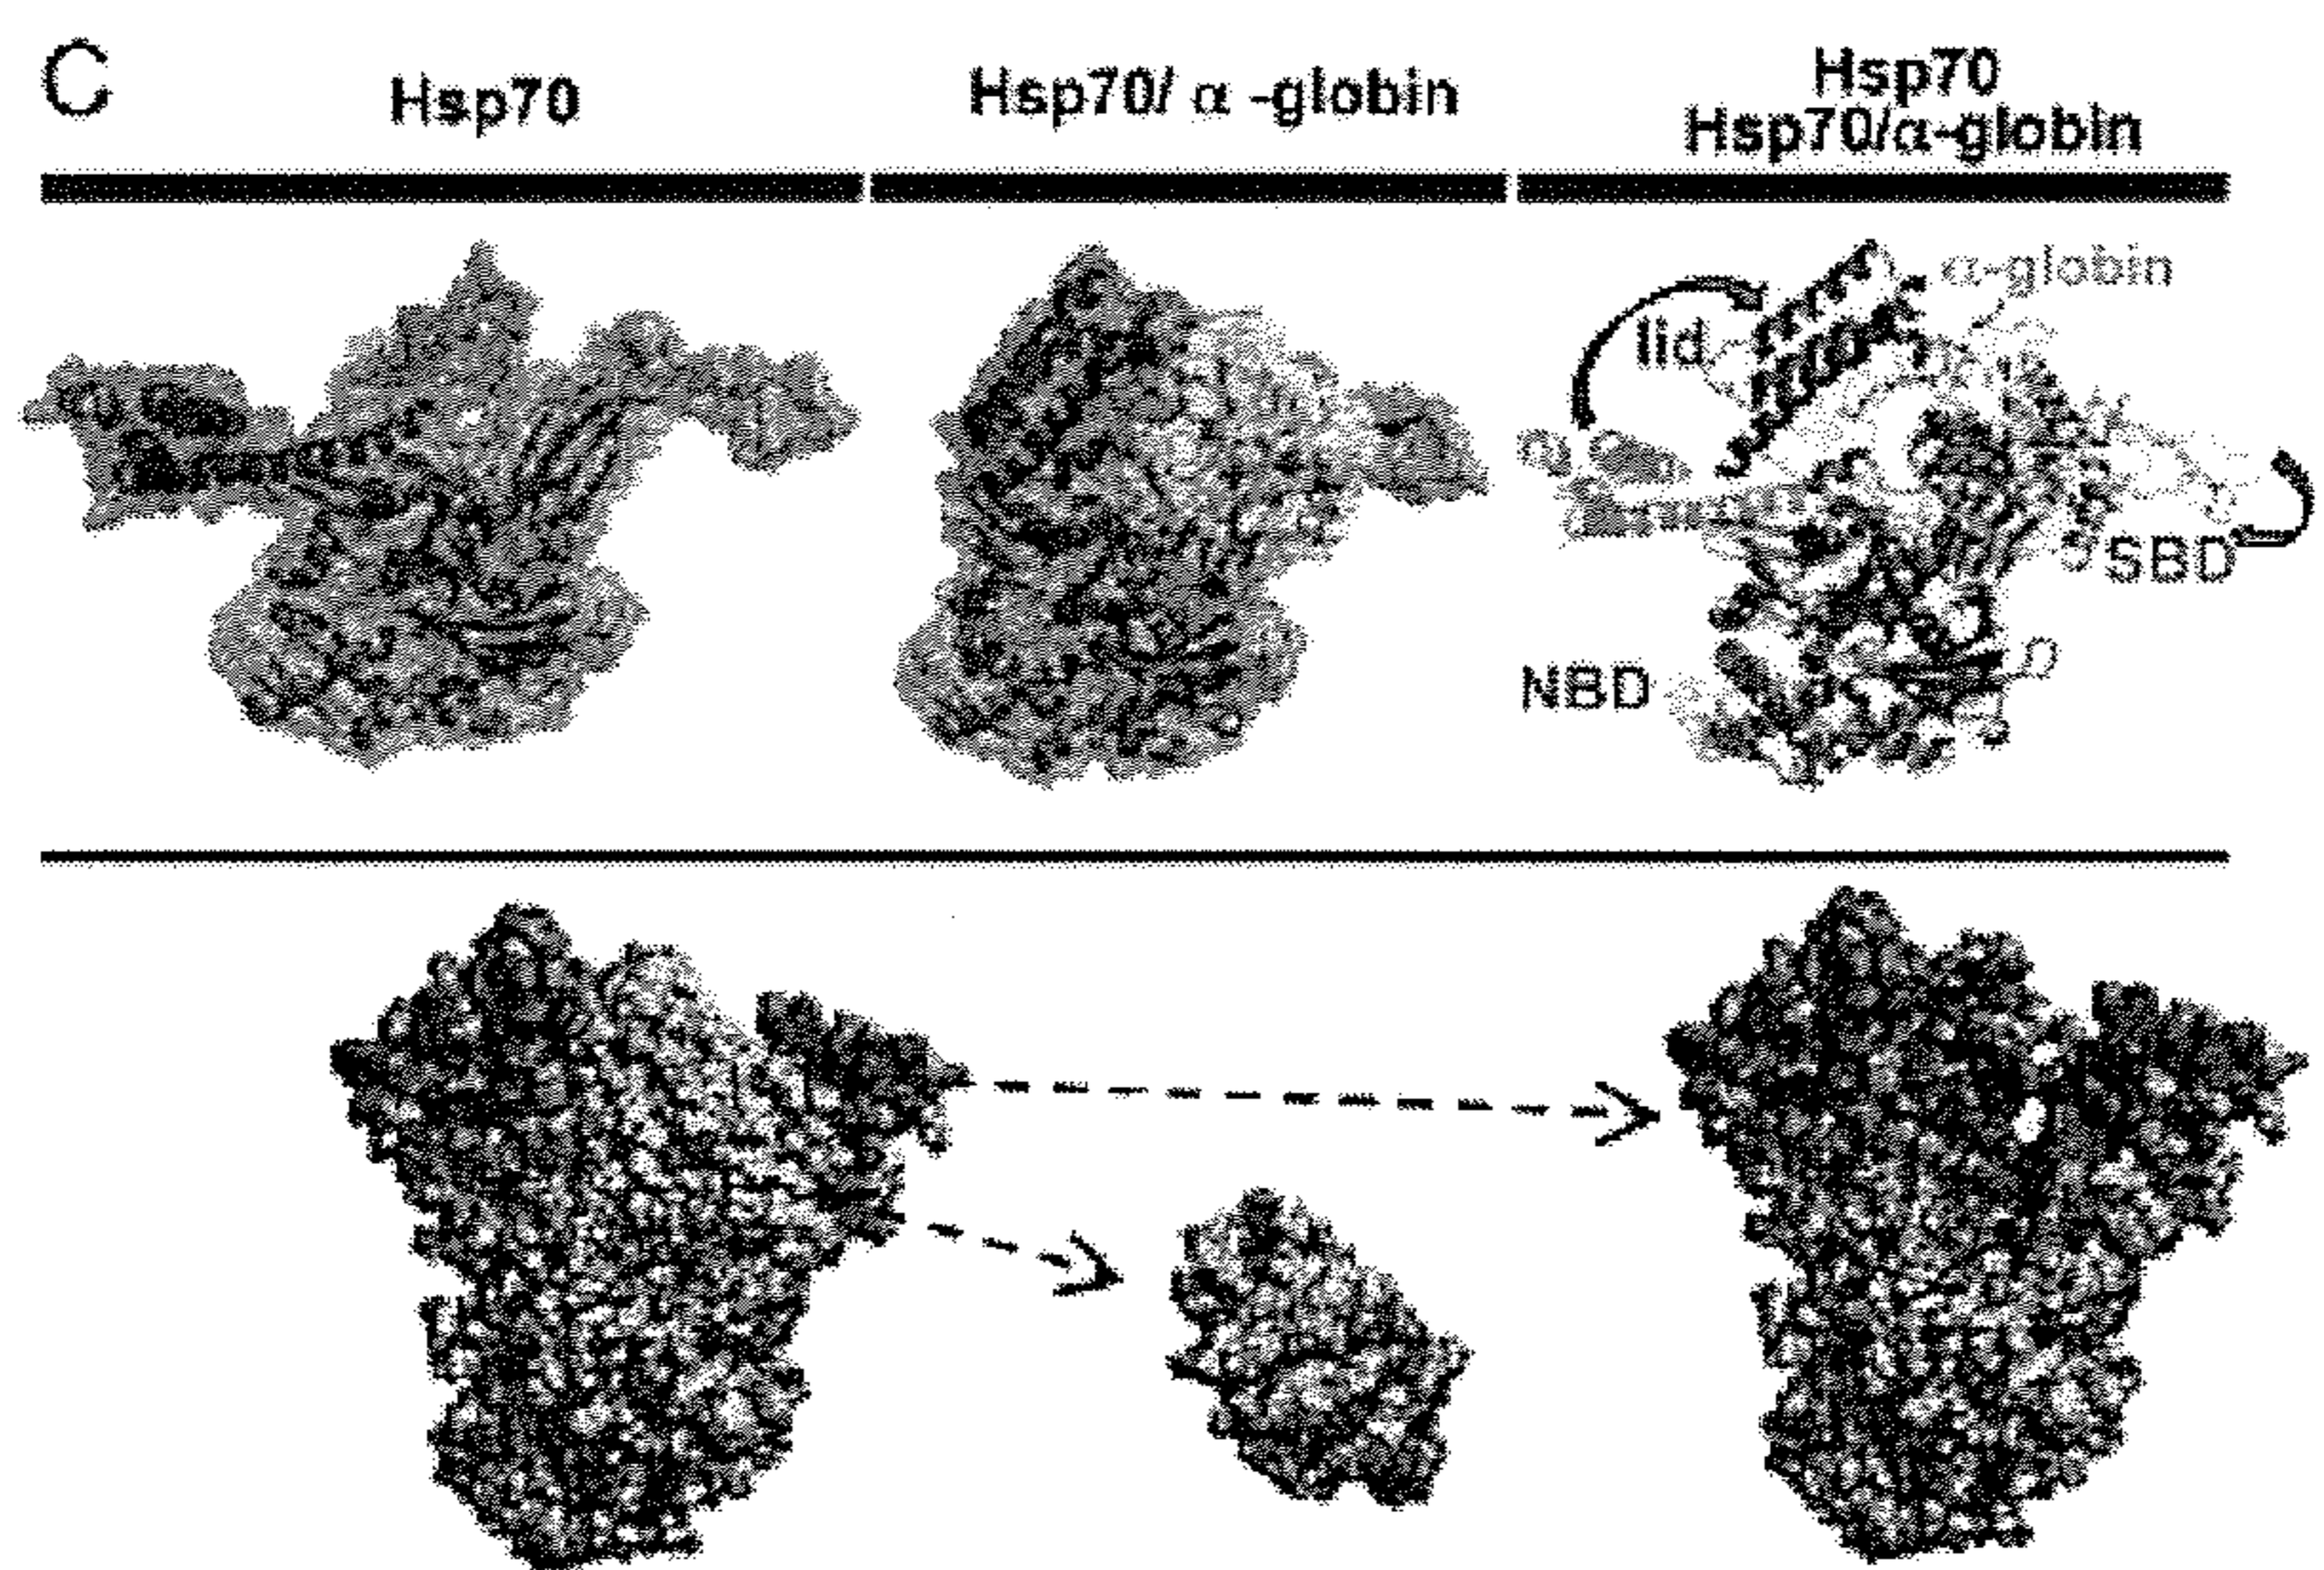 C
Hsp70
Hsp70/ α -globin
Hsp70
Hsp70/α-globin
α-globin
lid
SBD
NBD